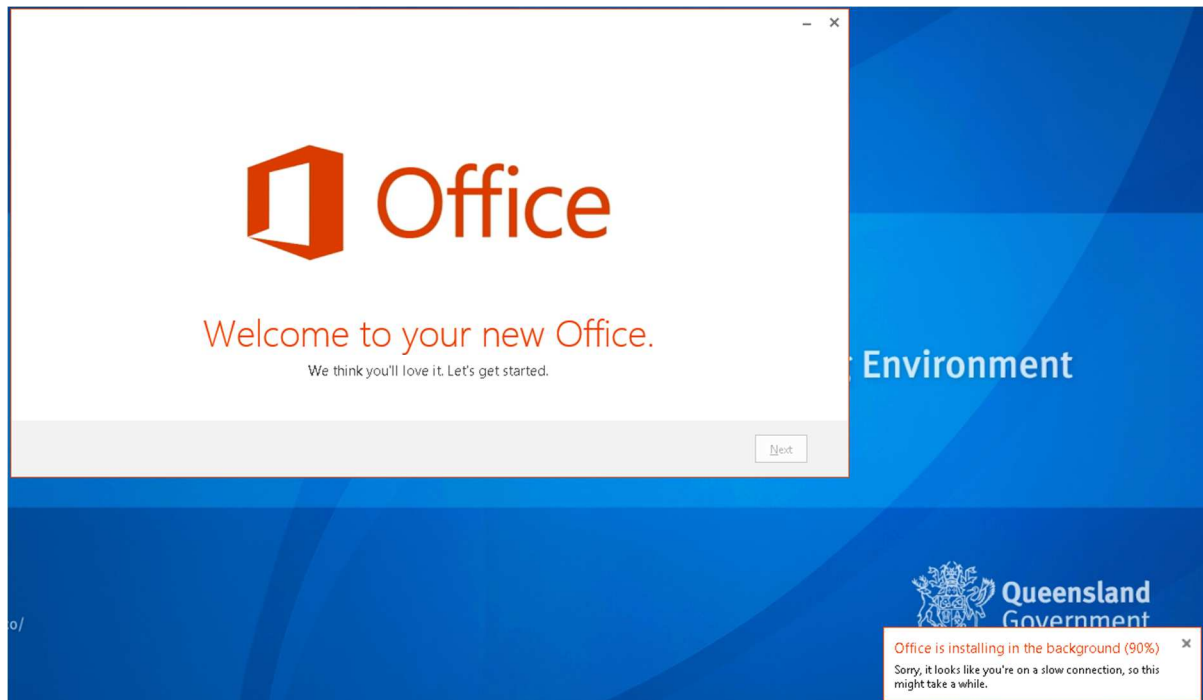 Office
Welcome to your new Office.
We think you'll love it. Let's get started.
Next
Environment
Queensland
Government
o/
Office is installing in the background (90%)
Sorry, it looks like you're on a slow connection, so this
might take a while.